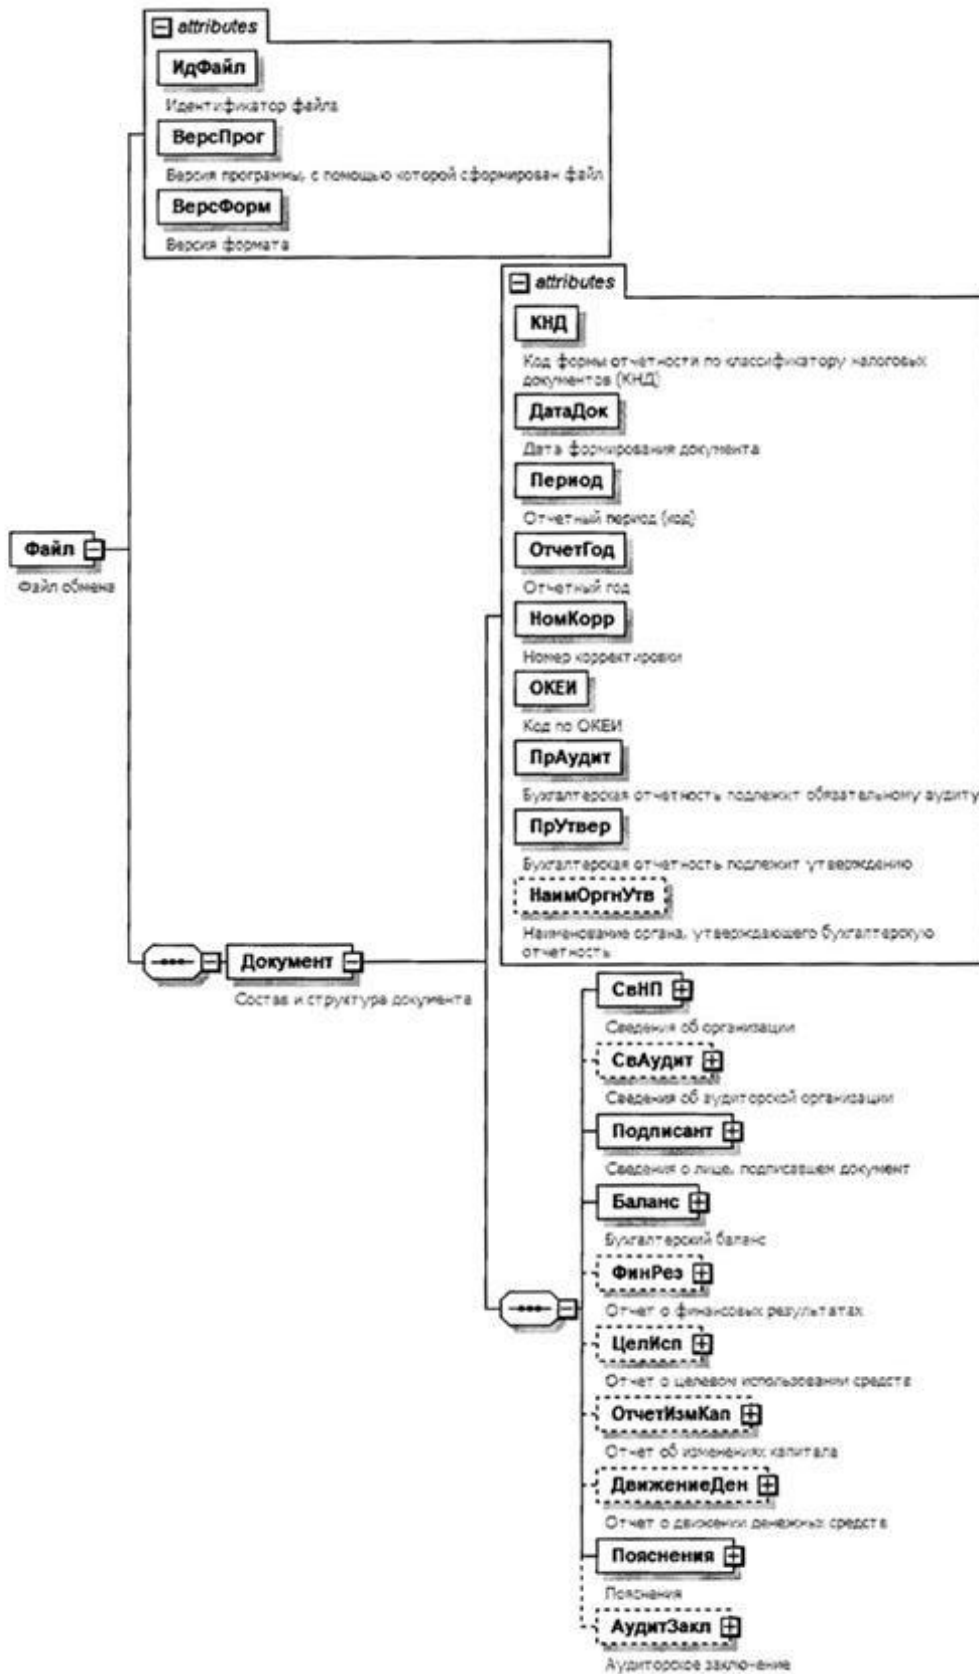 attributes
ИдФайл
Идентификатор файла
ВерсПрог
Версия программы, с помощью которой сформирован файл
ВерсФорм
Версия формата
attributes
КНД
Код формы отчетности по классификатору налоговых
документов (КНД)
ДатаДок
Дата формирования документа
Период
Отчетный период (код)
Файл
Файл обмена
ОтчетГод
Отчетный год
НомКорр
Номер корректировки
ОКЕИ
Код по ОКЕИ
ПрАудит
Бухгалтерская отчетность подлежит обязательному аудиту
ПрУтвер
Бухгалтерская отчетность подлежит утверждению
НаимОргнУтв
Наименование органа, утверждающего бухгалтерскую
отчетность
Документ
Состав и структура документа
СвНП
Сведения об организации
СвАудит
Сведения об аудиторской организации
Подписант
Сведения о лице, подписавшем документ
Баланс
Бухгалтерский баланс
ФинРез
Отчет о финансовых результатах
ЦелИсп
Отчет о целевом использовании средств
ОтчетИзмКап
Отчет об изменениях капитала
ДвижениеДен
Отчет о движении денежных средств
Пояснения
Пояснения
АудитЗакл
Аудиторское заключение